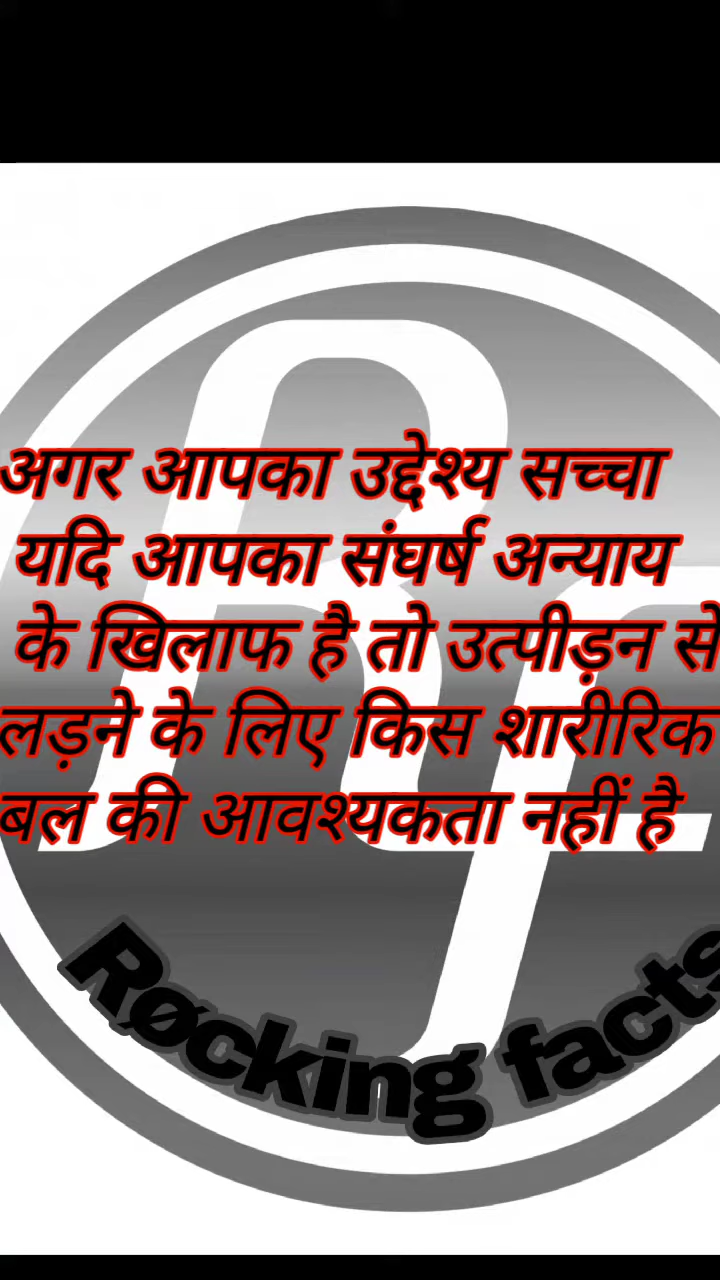 अगर आपका उद्देश्य सच्चा
यदि आपका संघर्ष अन्याय
के खिलाफ है तो उत्पीड़न से
लड़ने के लिए किस शारीरिक
बल की आवश्यकता नहीं है
Røcking facts